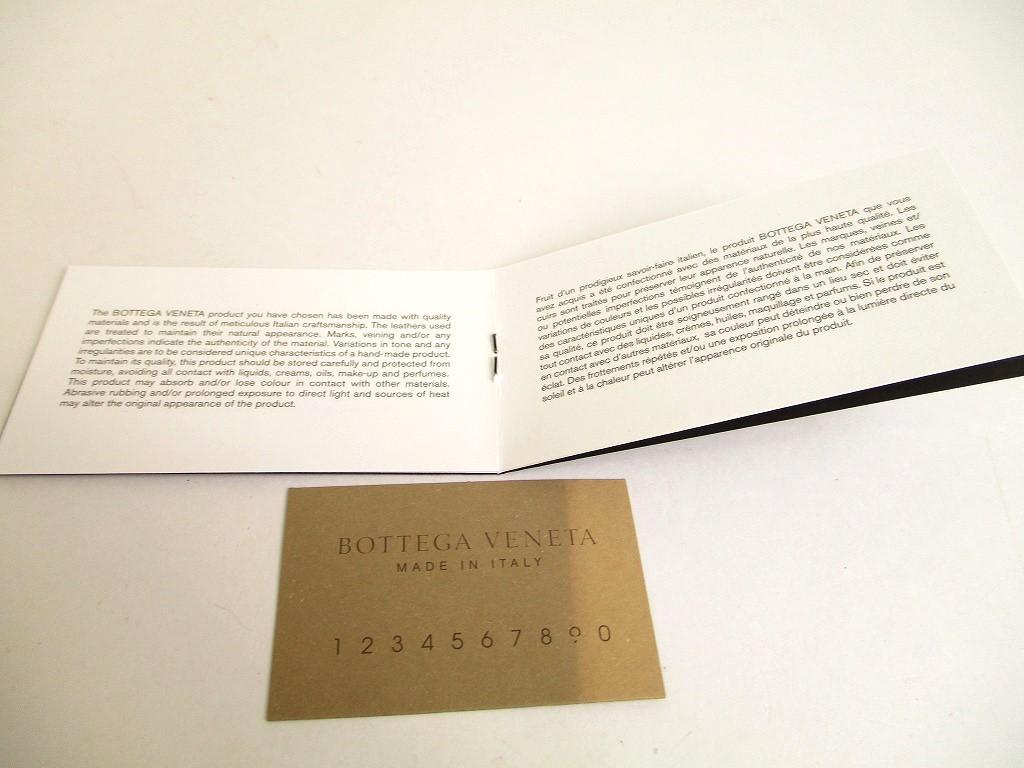 The BOTTEGA VENETA product you have chosen has been made with quality
materials and is the result of meticulous Italian craftsmanship. The leathers used
are treated to maintain their natural appearance. Marks, veining and/or any
imperfections indicate the authenticity of the material. Variations in tone and any
irregularities are to be considered unique characteristics of a hand-made product.
To maintain its quality, this product should be stored carefully and protected from
moisture, avoiding all contact with liquids, creams, oils, make-up and perfumes.
This product may absorb and/or lose colour in contact with other materials.
Abrasive rubbing and/or prolonged exposure to direct light and sources of heat
may alter the original appearance of the product.
Fruit d'un prodigieux savoir-faire italien, le produit BOTTEGA VENETA que vous
avez acquis a été confectionné avec des matériaux de la plus haute qualité. Les
cuirs sont traités pour préserver leur apparence naturelle. Les marques, veines et/
ou potentielles imperfections témoignent de l'authenticité de nos matériaux. Les
variations de couleurs et les possibles irrégularités doivent être considérées comme
des caractéristiques uniques d'un produit confectionné à la main. Afin de préserver
sa qualité, ce produit doit être soigneusement rangé dans un lieu sec et doit éviter
tout contact avec des liquides, crèmes, huiles, maquillage et parfums. Si le produit est
en contact avec d'autres matériaux, sa couleur peut déteindre ou bien perdre de son
éclat. Des frottements répétés et/ou une exposition prolongée à la lumière directe du
soleil et à la chaleur peut altérer l'apparence originale du produit.
BOTTEGA VENETA
MADE IN ITALY
1 2 3 4 5 6 7 8 9 0